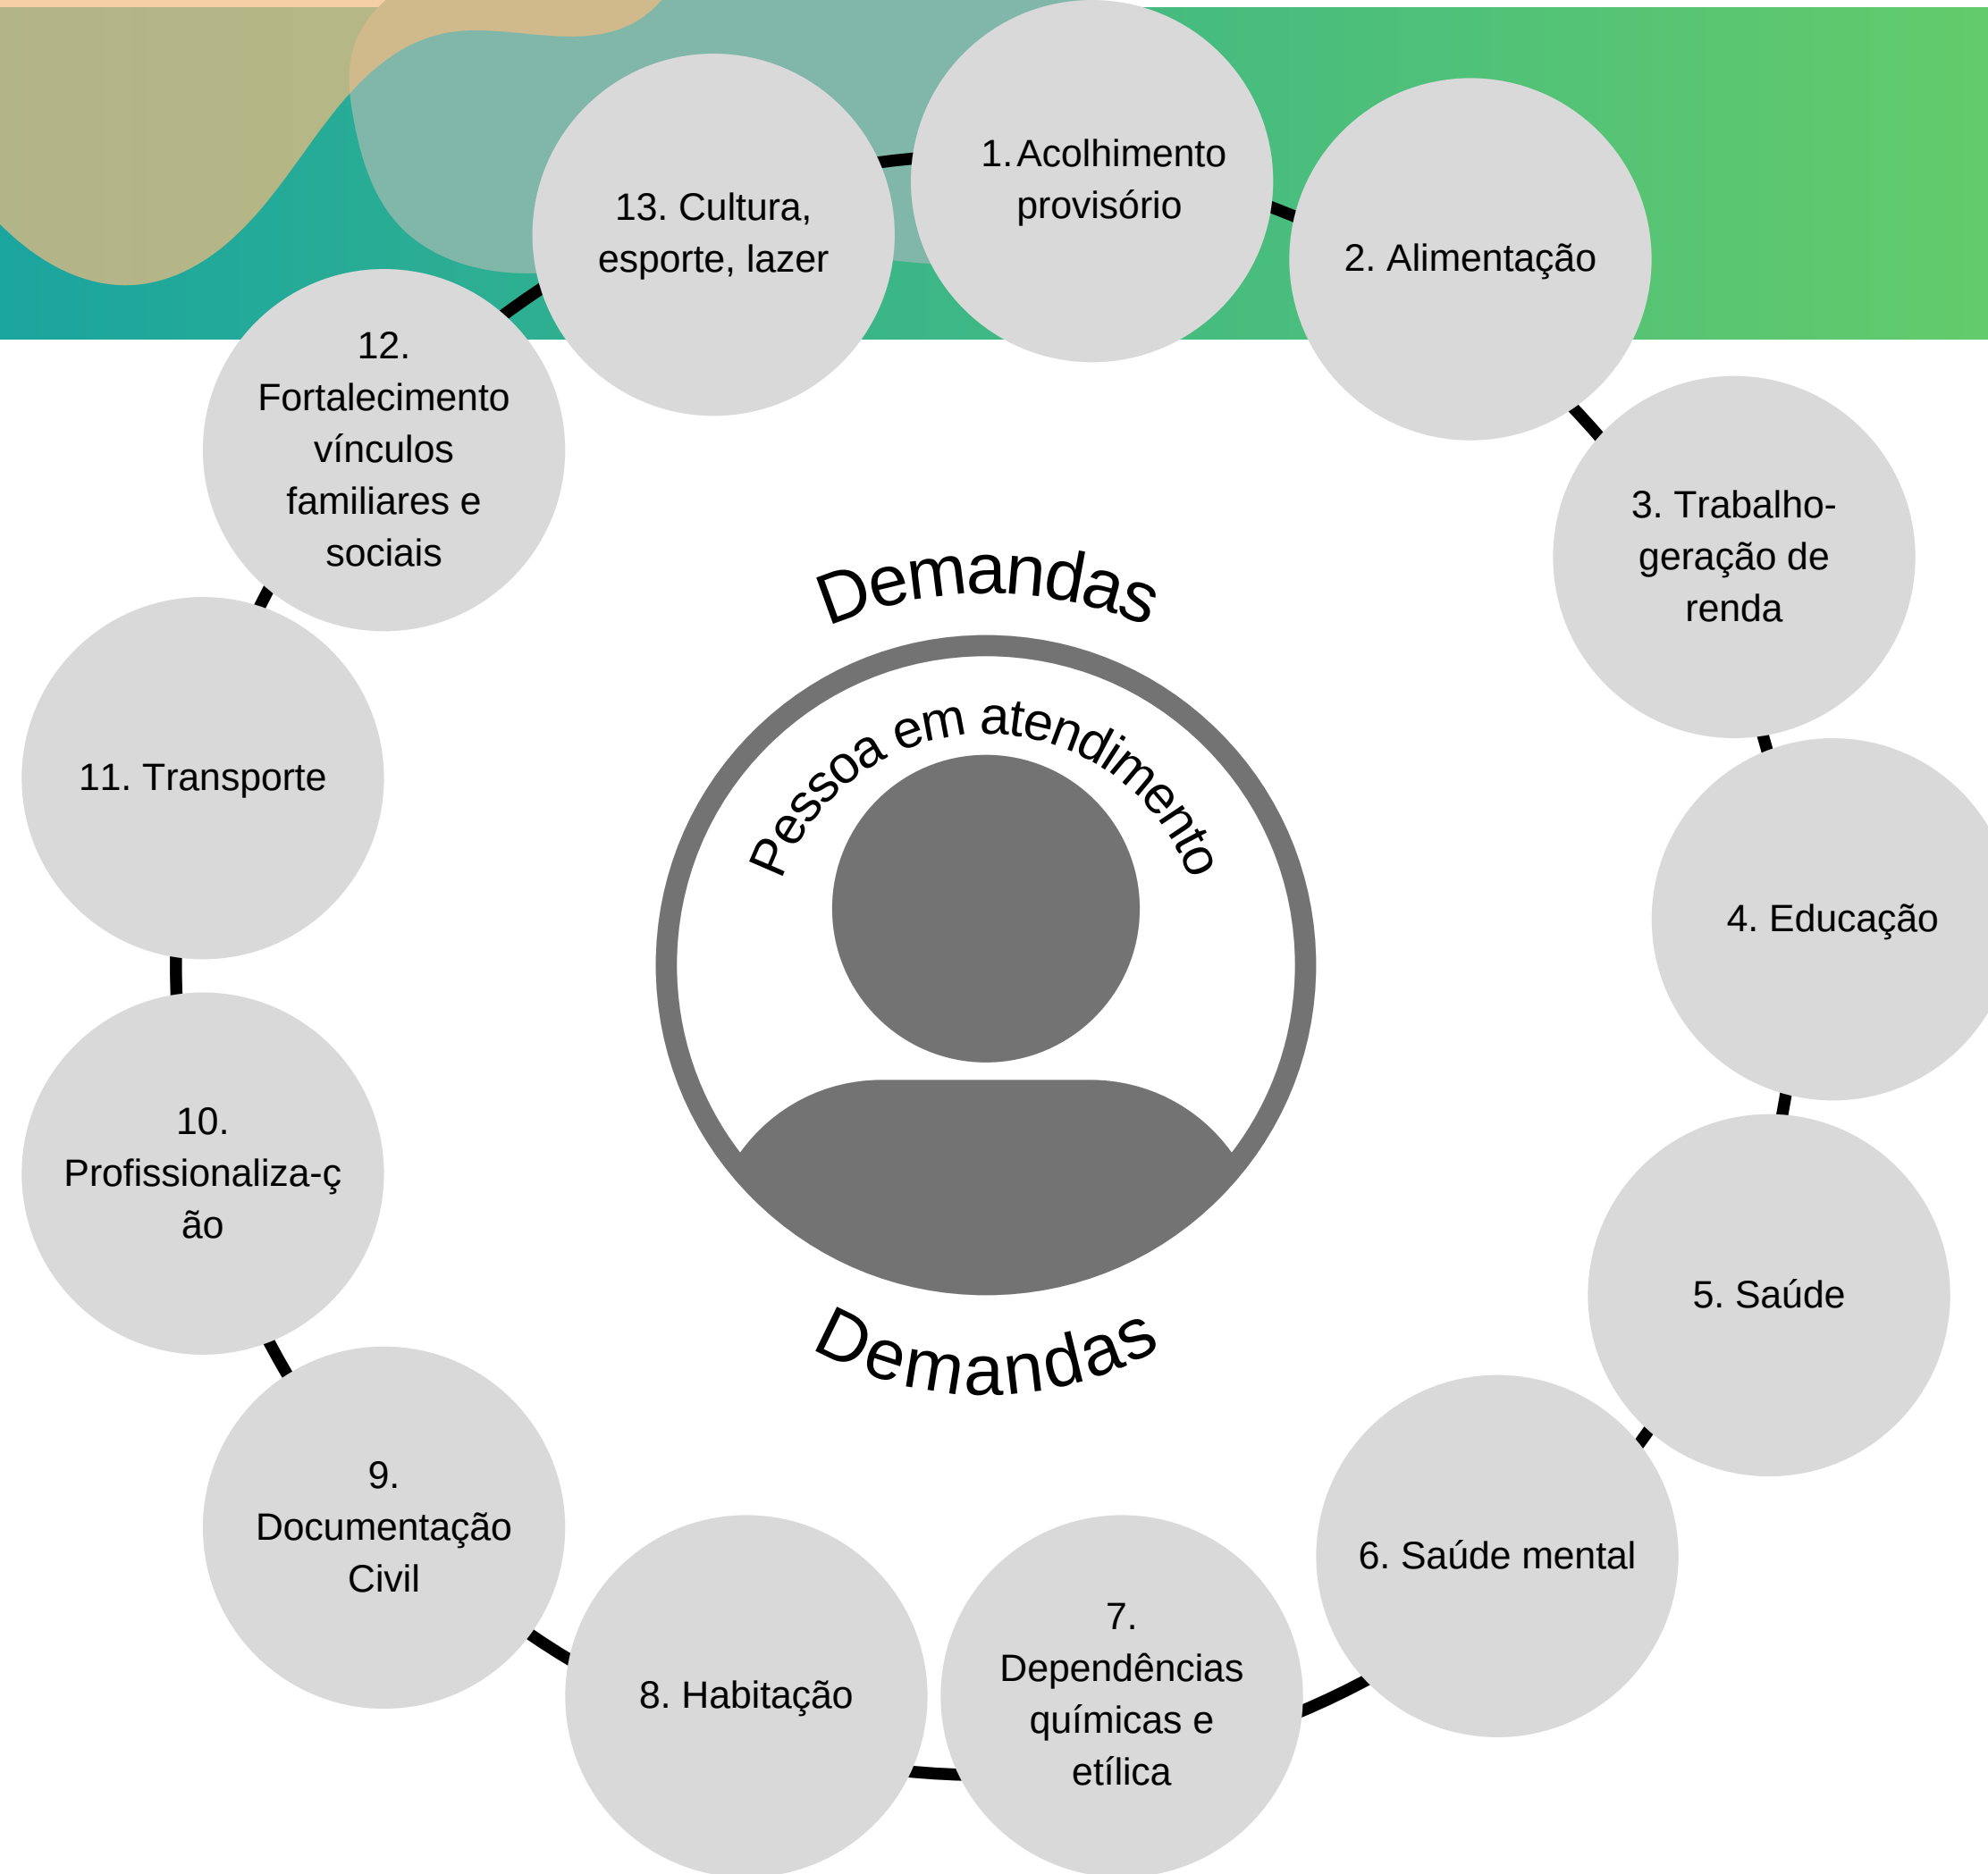 1. Acolhimento
provisório
2. Alimentação
3. Trabalho-
geração de
renda
4. Educação
5. Saúde
6. Saúde mental
7.
Dependências
químicas e
etílica
8. Habitação
9.
Documentação
Civil
10.
Profissionaliza-ç
ão
11. Transporte
12.
Fortalecimento
vínculos
familiares e
sociais
13. Cultura,
esporte, lazer
Demandas
Pessoa em atendimento
Demandas